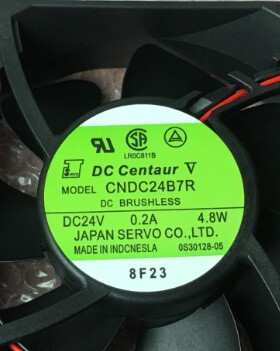 LR0C811B
DC Centaur V
MODEL CNDC24B7R
DC BRUSHLESS
DC24V 0.2A 4.8W
JAPAN SERVO CO.,LTD.
MADE IN INDCNESLA 0S30128-05
8F23